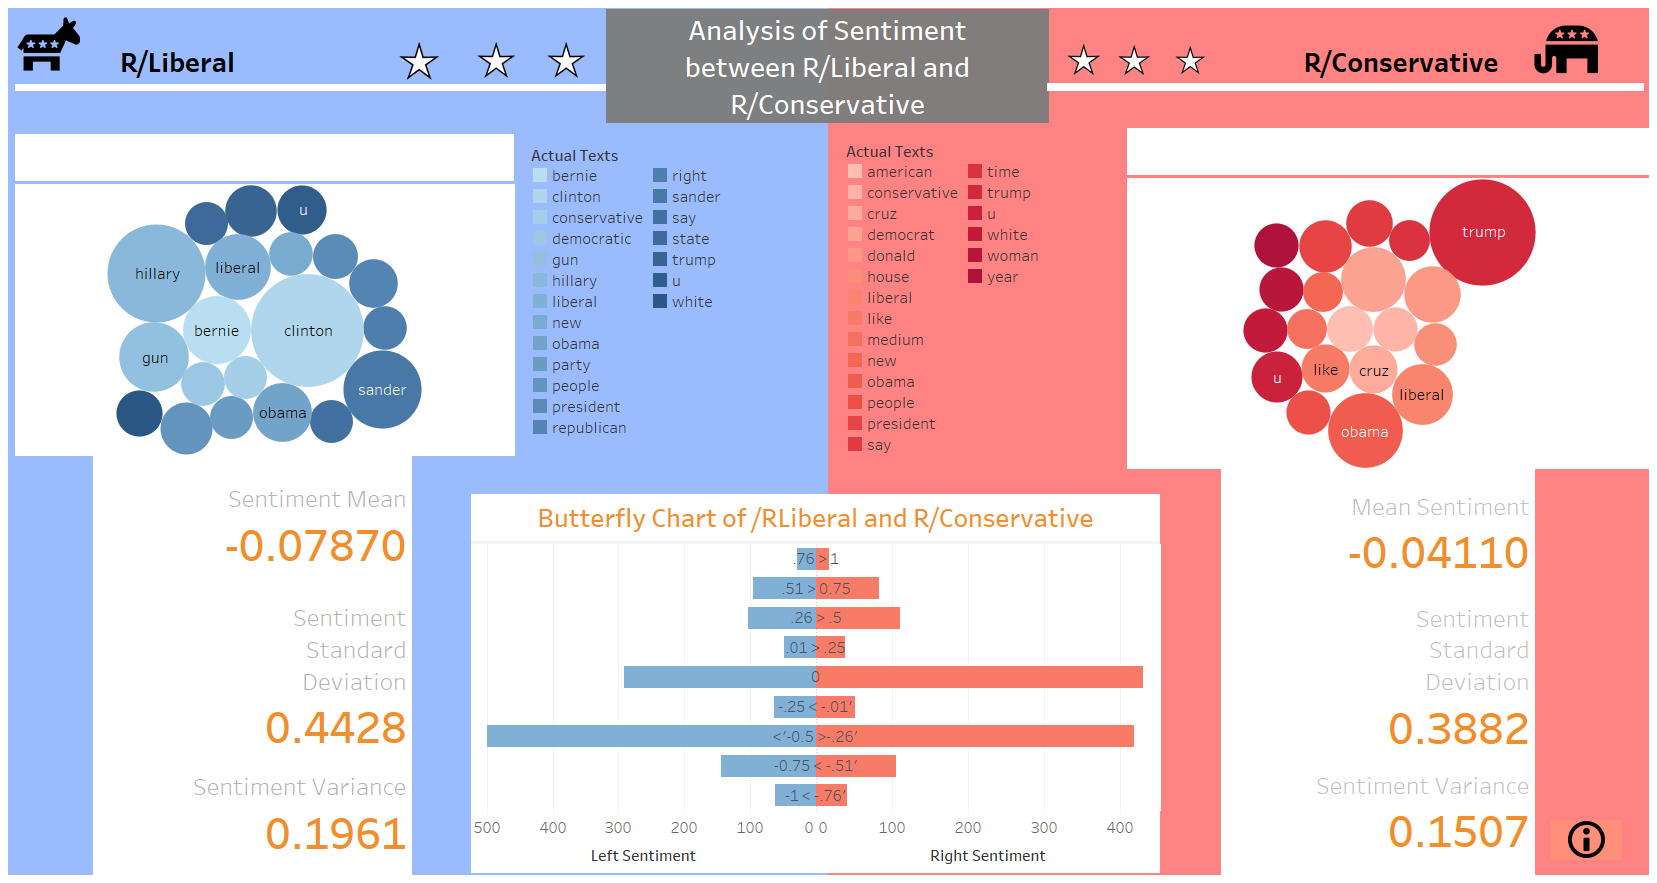 R/Liberal
Analysis of Sentiment
between R/Liberal and
R/Conservative
R/Conservative
u
hillary
liberal
bernie
clinton
gun
sander
obama
Actual Texts
bernie
clinton
conservative
democratic
gun
hillary
liberal
new
obama
party
people
president
republican
right
sander
say
state
trump
u
white
Actual Texts
american
conservative
cruz
democrat
donald
house
liberal
like
medium
new
obama
people
president
say
time
trump
u
white
woman
year
trump
u
like
cruz
liberal
obama
Sentiment Mean
-0.07870
Sentiment
Standard
Deviation
0.4428
Sentiment Variance
0.1961
Butterfly Chart of /RLiberal and R/Conservative
.76 > 1
.51 > 0.75
.26 > .5
.01 > .25
0
-.25 < -.01'
<'-0.5 >-.26'
-0.75 < -.51'
-1 < -.76'
500 400 300 200 100 0 0 100 200 300 400
Left Sentiment Right Sentiment
Mean Sentiment
-0.04110
Sentiment
Standard
Deviation
0.3882
Sentiment Variance
0.1507